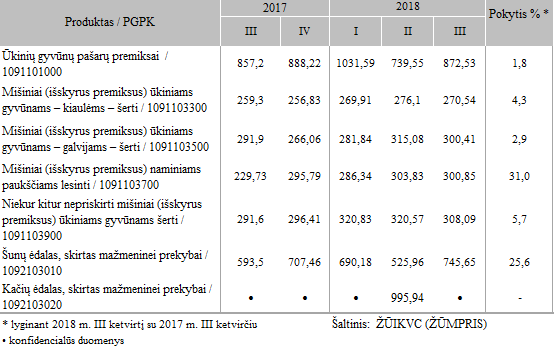 Produktas / PGPK 2017 2018 Pokytis % *
III IV I II III
Ūkinių gyvūnų pašarų premiksai /
1091101000 857,2 888,22 1031,59 739,55 872,53 1,8
Mišiniai (išskyrus premiksus) ūkiniams
gyvūnams – kiaulėms – šerti / 1091103300 259,3 256,83 269,91 276,1 270,54 4,3
Mišiniai (išskyrus premiksus) ūkiniams
gyvūnams – galvijams – šerti / 1091103500 291,9 266,06 281,84 315,08 300,41 2,9
Mišiniai (išskyrus premiksus) naminiams
paukščiams lesinti / 1091103700 229,73 295,79 286,34 303,83 300,85 31,0
Niekur kitur nepriskirti mišiniai (išskyrus
premiksus) ūkiniams gyvūnams šerti /
1091103900 291,6 296,41 320,83 320,57 308,09 5,7
Šunų ėdalas, skirtas mažmeninei prekybai /
1092103010 593,5 707,46 690,18 525,96 745,65 25,6
Kačių ėdalas, skirtas mažmeninei prekybai /
1092103020 • • • 995,94 • -
* lyginant 2018 m. III ketvirtį su 2017 m. III ketvirčiu Šaltinis: ŽŪIKVC (ŽŪMPRIS)
• konfidencialūs duomenys